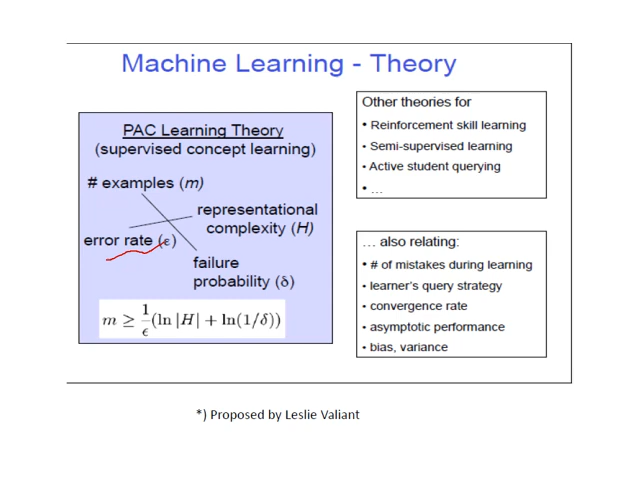 Machine Learning - Theory
PAC Learning Theory
(supervised concept learning)
# examples (m)
representational
complexity (H)
error rate (ϵ)
failure
probability (δ)
m ≥ 1/ϵ (ln |H| + ln(1/δ))
Other theories for
• Reinforcement skill learning
• Semi-supervised learning
• Active student querying
• …
… also relating:
• # of mistakes during learning
• learner's query strategy
• convergence rate
• asymptotic performance
• bias, variance
*) Proposed by Leslie Valiant